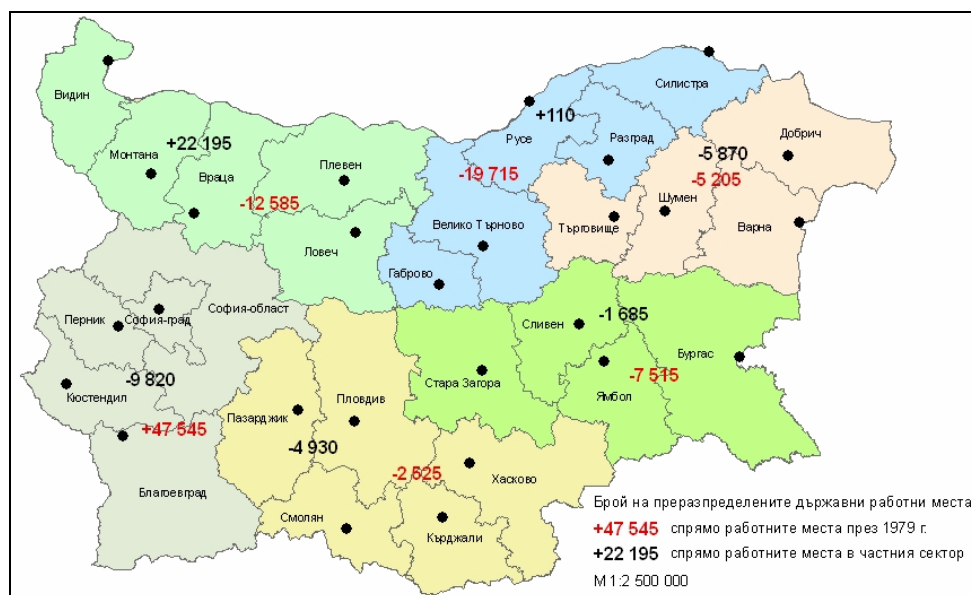 Видин
Силистра
+110
Русе
Добрич
+22 195
Монтана
Разград
-5 870
Плевен
Враца
-19 715
-5 205
-12 585
Шумен
Велико Търново
Търговище
Варна
Ловеч
Габрово
София-област
Перник
София-град
Сливен
-1 685
Бургас
-9 820
Кюстендил
Стара Загора
-7 515
Ямбол
Пловдив
Пазарджик
+47 545
-4 930
-2 525
Хасково
Благоевград
Смолян
Кърджали
Брой на преразпределените държавни работни места
+47 545 спрямо работните места през 1979 г.
+22 195 спрямо работните места в частния сектор
М 1:2 500 000